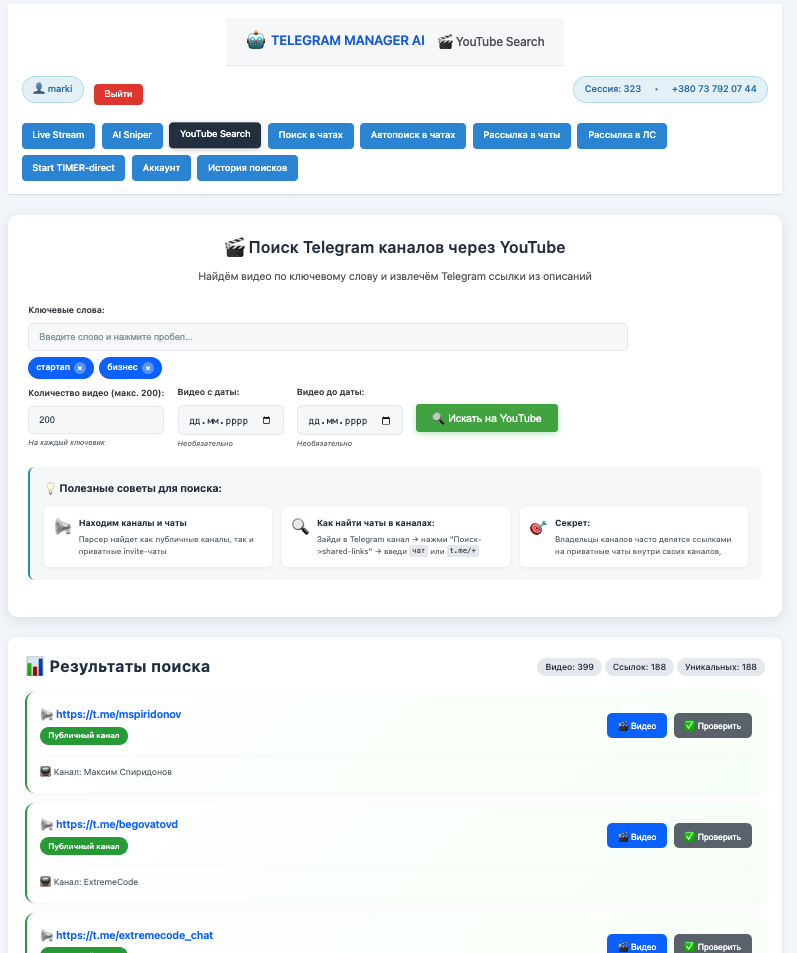 TELEGRAM MANAGER AI YouTube Search
marki
Выйти
Сессия: 323 • +380 73 792 07 44
Live Stream
AI Sniper
YouTube Search
Поиск в чатах
Автопоиск в чатах
Рассылка в чаты
Рассылка в ЛС
Start TIMER-direct
Аккаунт
История поисков
Поиск Telegram каналов через YouTube
Найдём видео по ключевому слову и извлечём Telegram ссылки из описаний
Ключевые слова:
Введите слово и нажмите пробел...
стартап ×
бизнес ×
Количество видео (макс. 200):
200
На каждый ключевик
Видео с даты:
дд.мм.гггг
Необязательно
Видео до даты:
дд.мм.гггг
Необязательно
Искать на YouTube
Полезные советы для поиска:
Находим каналы и чаты
Парсер найдет как публичные каналы, так и
приватные invite-чаты
Как найти чаты в каналах:
Зайди в Telegram канал → нажми "Поиск-
>shared-links" → введи чат или t.me/+
Секрет:
Владельцы каналов часто делятся ссылками
на приватные чаты внутри своих каналов,
Результаты поиска
Видео: 399
Ссылок: 188
Уникальных: 188
https://t.me/mspiridonov
Публичный канал
Видео
Проверить
Канал: Максим Спиридонов
https://t.me/begovatovd
Публичный канал
Видео
Проверить
Канал: ExtremeCode
https://t.me/extremecode_chat
Видео
Проверить